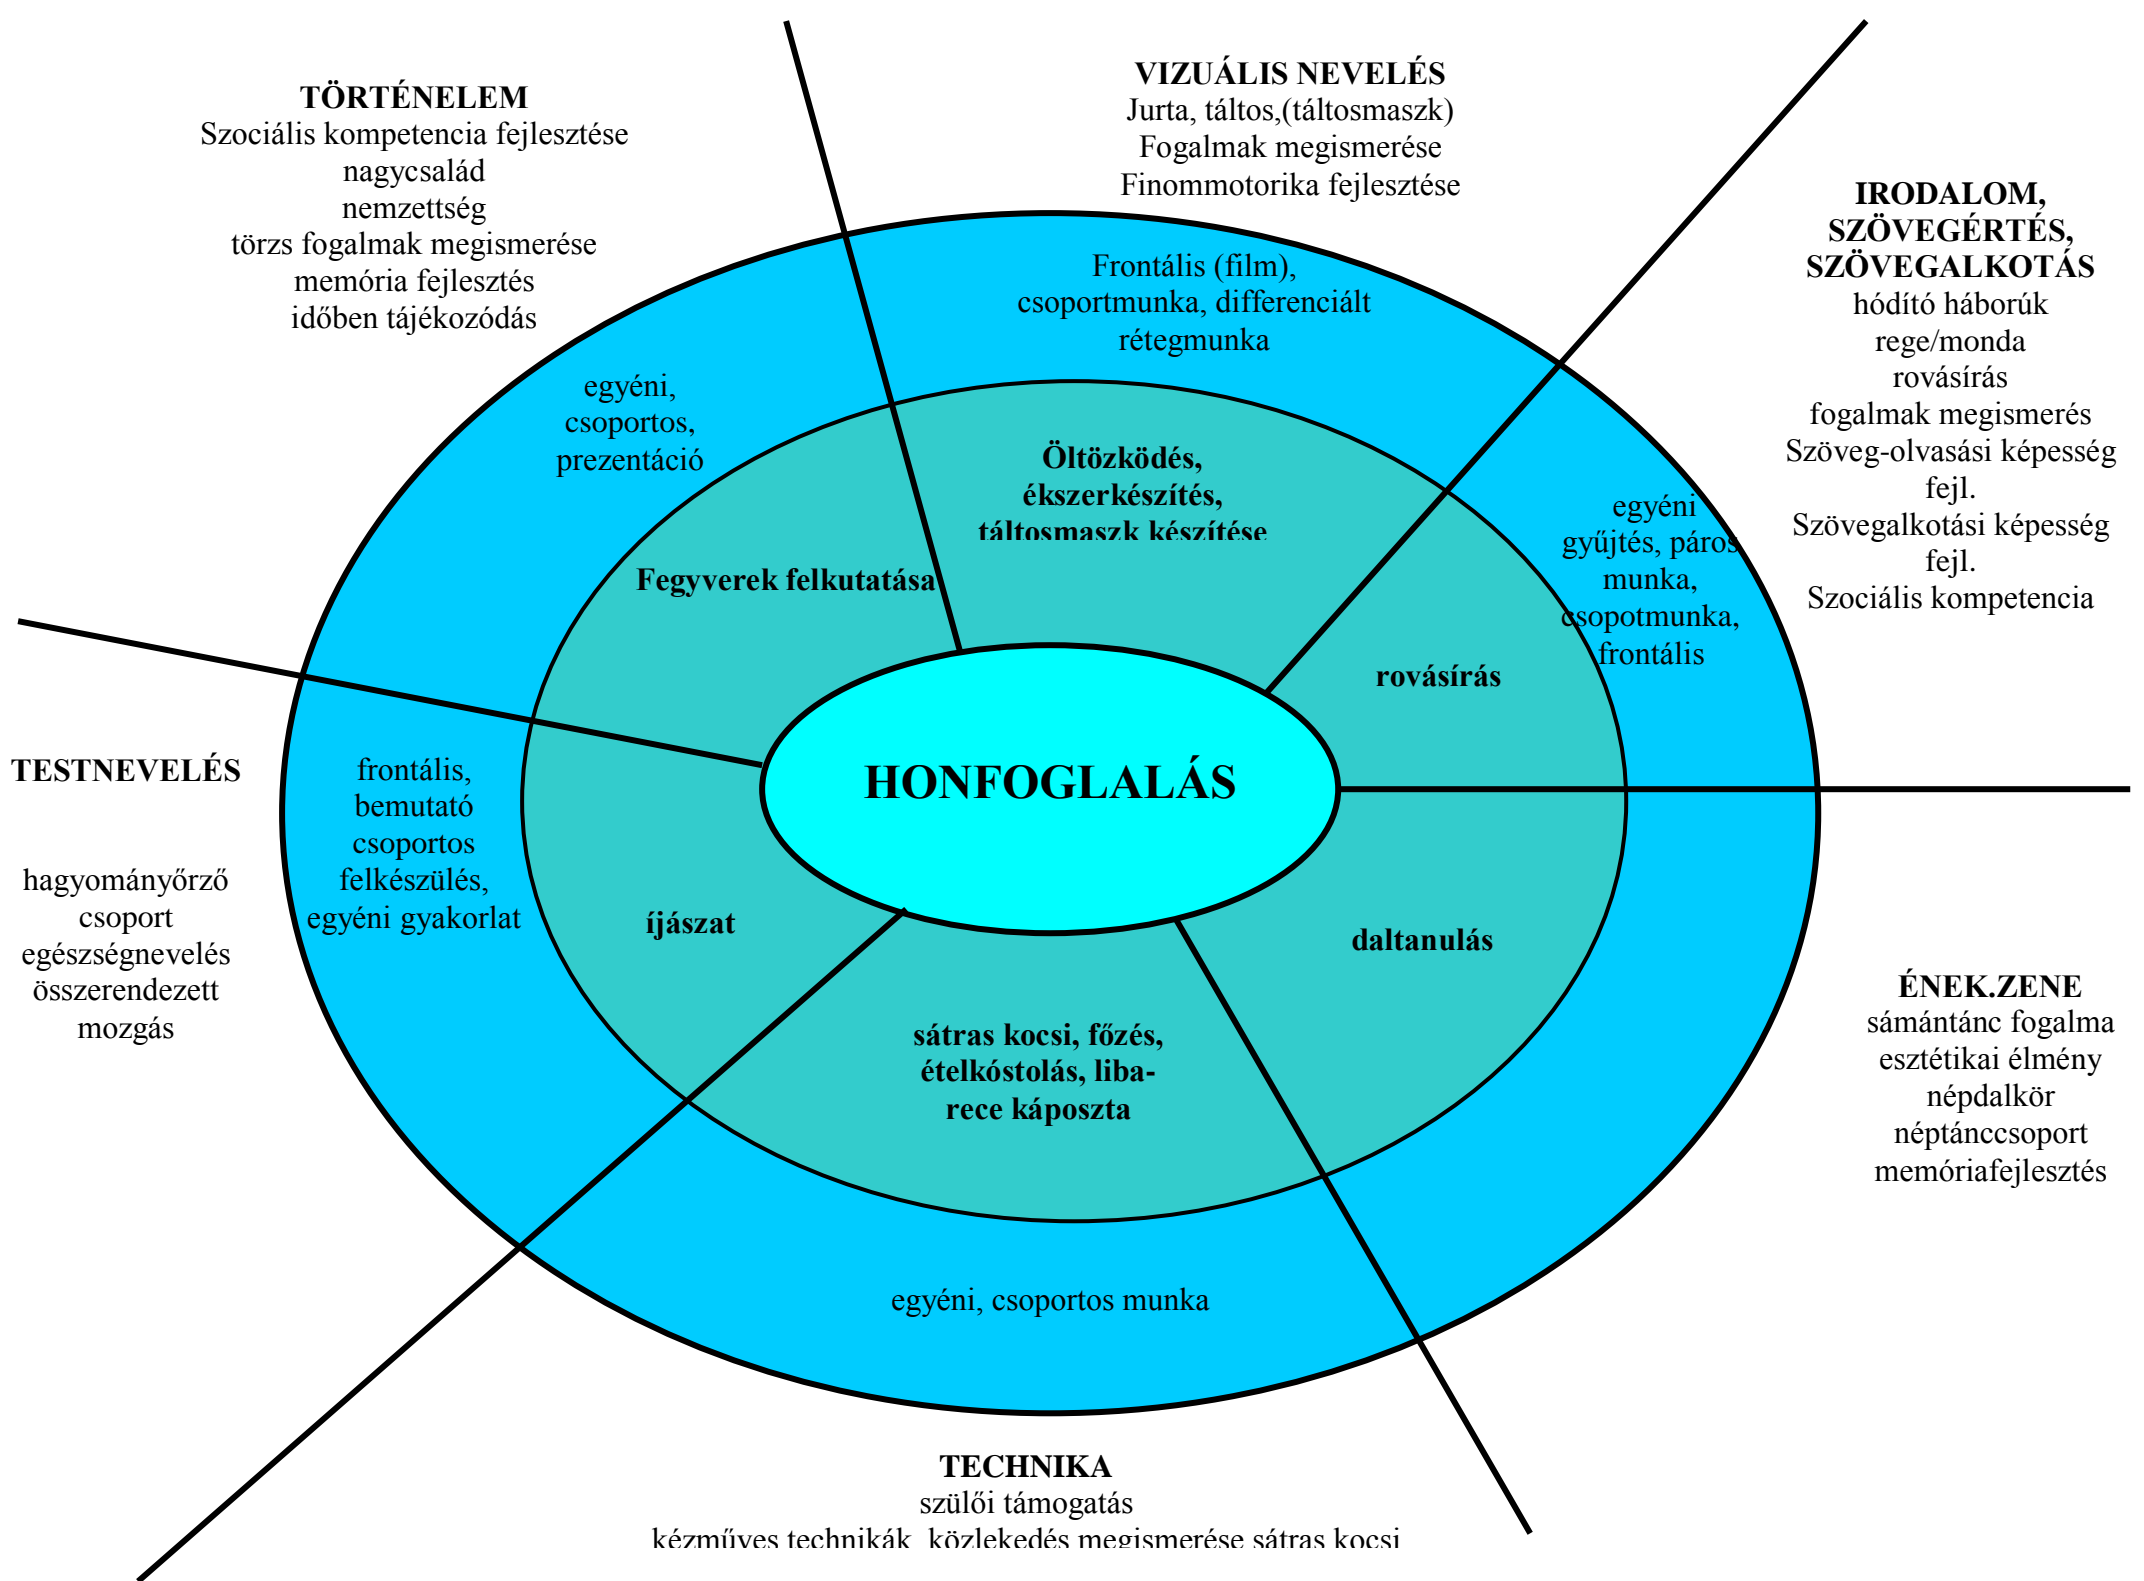 TÖRTÉNELEM
Szociális kompetencia fejlesztése
nagycsalád
nemzettség
törzs fogalmak megismerése
memória fejlesztés
időben tájékozódás
VIZUÁLIS NEVELÉS
Jurta, táltos,(táltosmaszk)
Fogalmak megismerése
Finommotorika fejlesztése
IRODALOM,
SZÖVEGÉRTÉS,
SZÖVEGALKOTÁS
hódító háborúk
rege/monda
rovásírás
fogalmak megismerés
Szöveg-olvasási képesség
fejl.
Szövegalkotási képesség
fejl.
Szociális kompetencia
Frontális (film),
csoportmunka, differenciált
rétegmunka
egyéni,
csoportos,
prezentáció
Öltözködés,
ékszerkészítés,
táltosmaszk készítése
egyéni
gyűjtés, páros
munka,
csopotmunka,
frontális
Fegyverek felkutatása
rovásírás
HONFOGLALÁS
TESTNEVELÉS
hagyományőrző
csoport
egészségnevelés
összerendezett
mozgás
frontális,
bemutató
csoportos
felkészülés,
egyéni gyakorlat
íjászat
daltanulás
sátras kocsi, főzés,
ételkóstolás, liba-
rece káposzta
ÉNEK.ZENE
sámántánc fogalma
esztétikai élmény
népdalkör
néptánccsoport
memóriafejlesztés
egyéni, csoportos munka
TECHNIKA
szülői támogatás
kézműves technikák közlekedés megismerése sátras kocsi